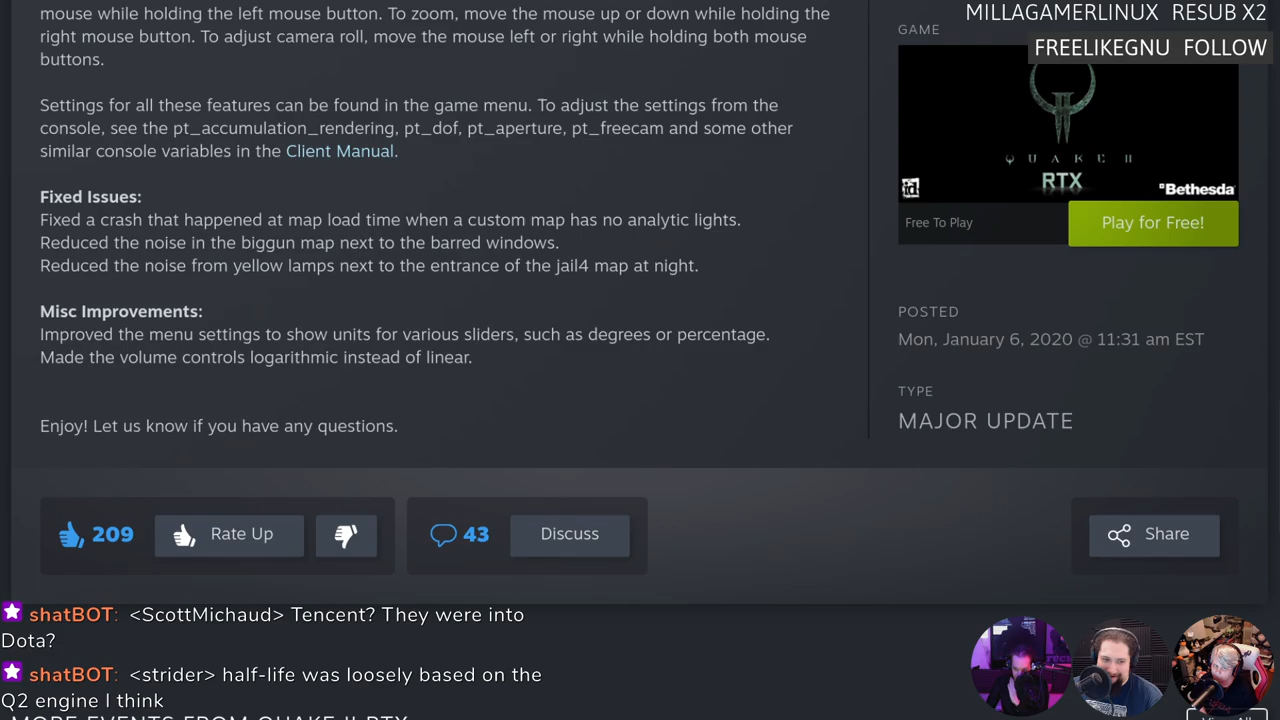 mouse while holding the left mouse button. To zoom, move the mouse up or down while holding the
right mouse button. To adjust camera roll, move the mouse left or right while holding both mouse
buttons.
Settings for all these features can be found in the game menu. To adjust the settings from the
console, see the pt_accumulation_rendering, pt_dof, pt_aperture, pt_freecam and some other
similar console variables in the Client Manual.
Fixed Issues:
Fixed a crash that happened at map load time when a custom map has no analytic lights.
Reduced the noise in the biggun map next to the barred windows.
Reduced the noise from yellow lamps next to the entrance of the jail4 map at night.
Misc Improvements:
Improved the menu settings to show units for various sliders, such as degrees or percentage.
Made the volume controls logarithmic instead of linear.
Enjoy! Let us know if you have any questions.
MILLAGAMERLINUX RESUB X2
FREELIKEGNU FOLLOW
GAME
QUAKE II
RTX
id
Bethesda
Free To Play
Play for Free!
POSTED
Mon, January 6, 2020 @ 11:31 am EST
TYPE
MAJOR UPDATE
209
Rate Up
43
Discuss
Share
shatBOT: <ScottMichaud> Tencent? They were into
Dota?
shatBOT: <strider> half-life was loosely based on the
Q2 engine I think
MORE EVENTS FROM QUAKE II RTX
View All